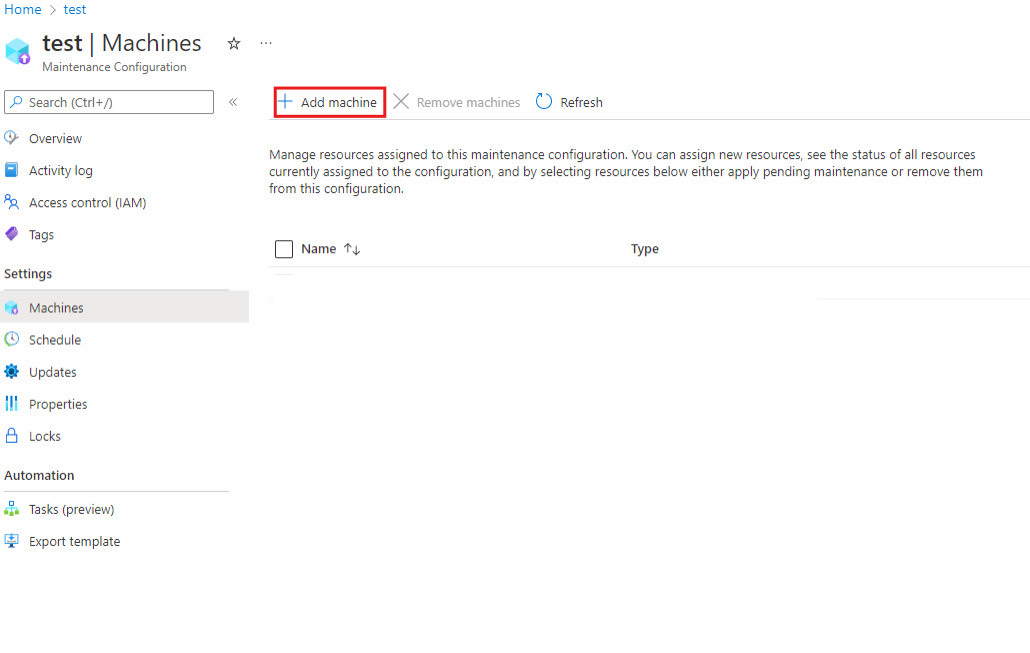 Home > test
test | Machines ☆ ...
Maintenance Configuration
Search (Ctrl+/) «
Overview
Activity log
Access control (IAM)
Tags
Settings
Machines
Schedule
Updates
Properties
Locks
Automation
Tasks (preview)
Export template
+ Add machine Remove machines Refresh
Manage resources assigned to this maintenance configuration. You can assign new resources, see the status of all resources
currently assigned to the configuration, and by selecting resources below either apply pending maintenance or remove them
from this configuration.
Name ↑↓ Type